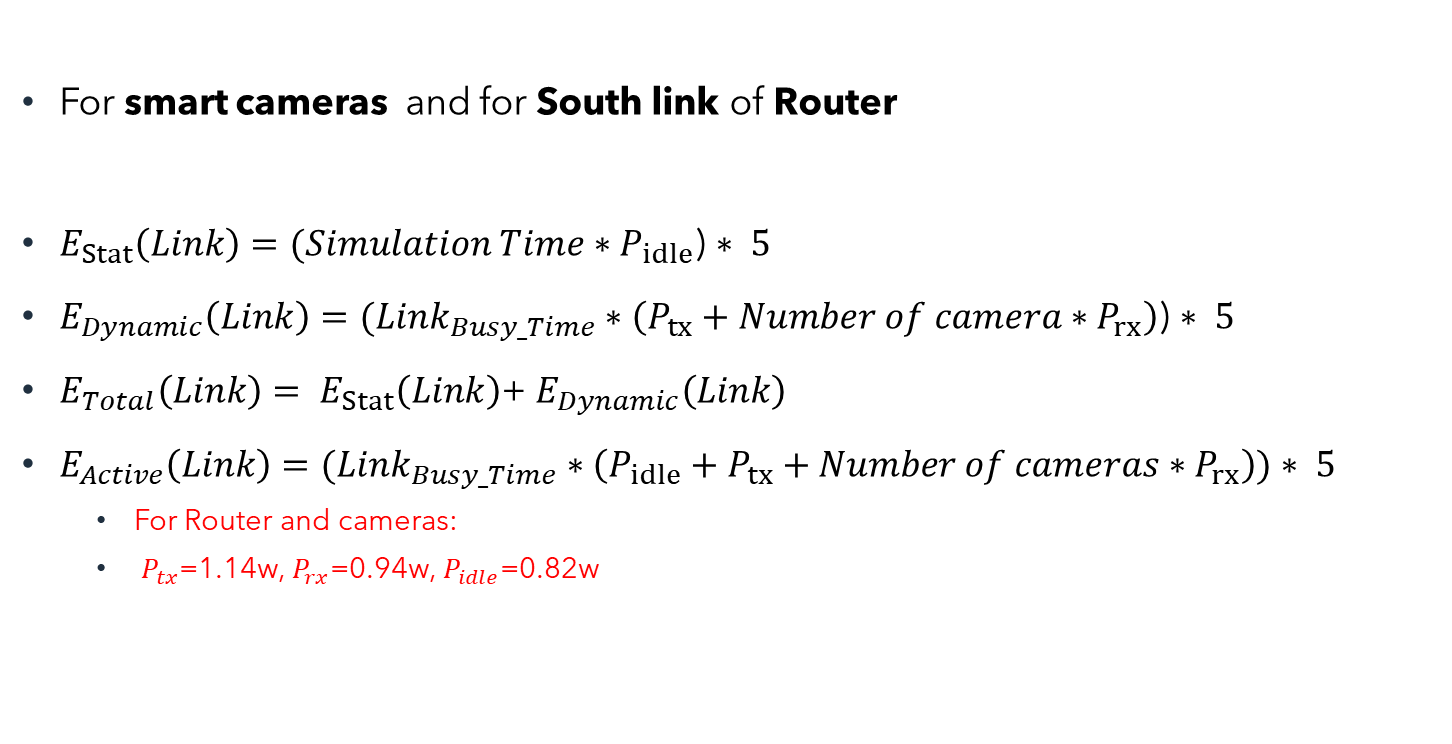 • For smart cameras and for South link of Router
• E_Stat(Link) = (Simulation Time ∗ P_idle) ∗ 5
• E_Dynamic(Link) = (Link_Busy_Time ∗ (P_tx + Number of camera ∗ P_rx)) ∗ 5
• E_Total(Link) = E_Stat(Link)+ E_Dynamic(Link)
• E_Active(Link) = (Link_Busy_Time ∗ (P_idle + P_tx + Number of cameras ∗ P_rx)) ∗ 5
• For Router and cameras:
• P_tx=1.14w, P_rx=0.94w, P_idle=0.82w